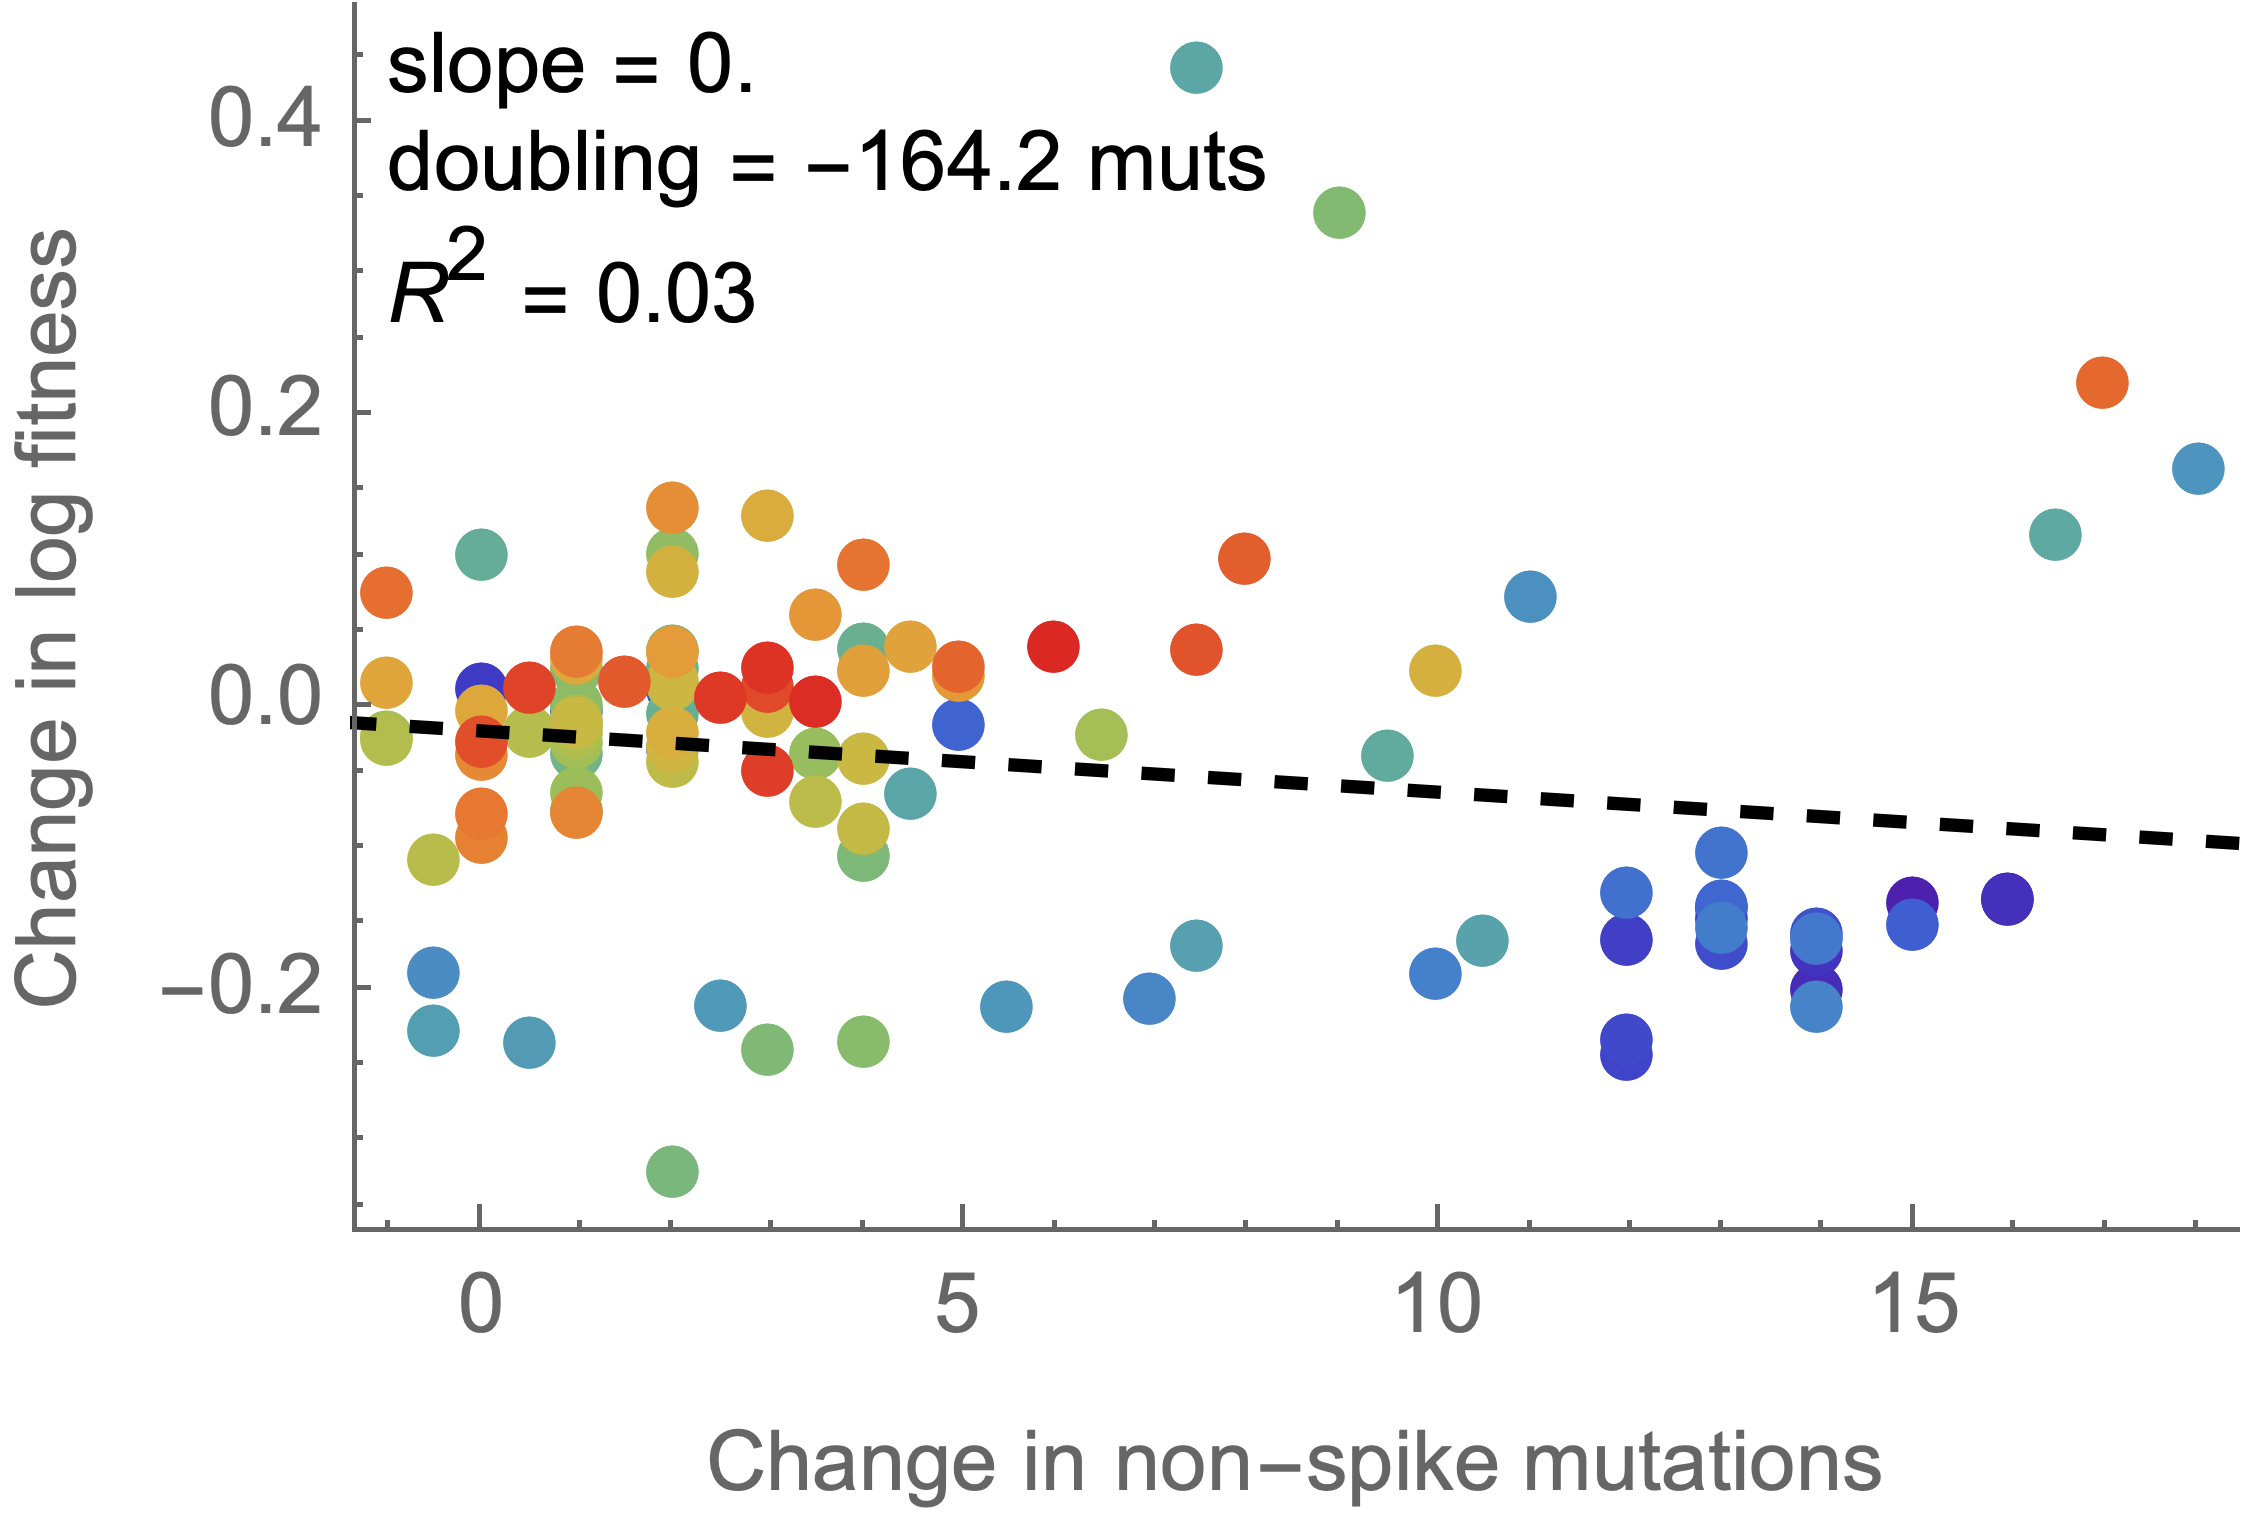 slope = 0.
doubling = −164.2 muts
R² = 0.03
0.4
0.2
0.0
−0.2
Change in log fitness
0
5
10
15
Change in non−spike mutations